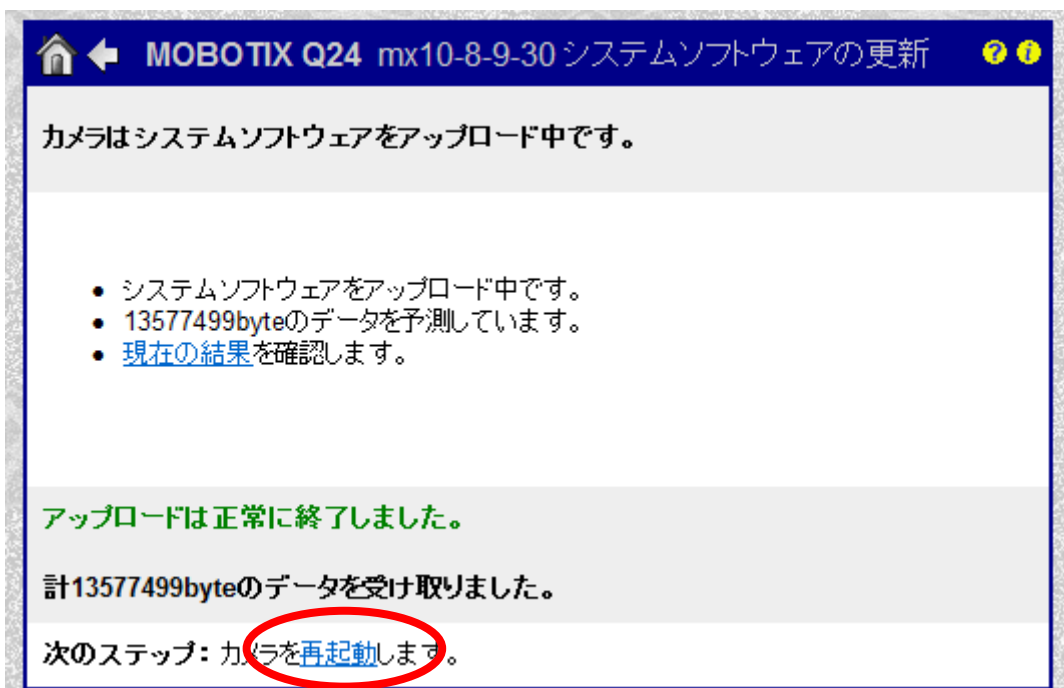 MOBOTIX Q24 mx10-8-9-30 システムソフトウェアの更新 ? i
カメラはシステムソフトウェアをアップロード中です。
システムソフトウェアをアップロード中です。
13577499byteのデータを予測しています。
現在の結果を確認します。
アップロードは正常に終了しました。
計13577499byteのデータを受け取りました。
次のステップ：カメラを再起動します。